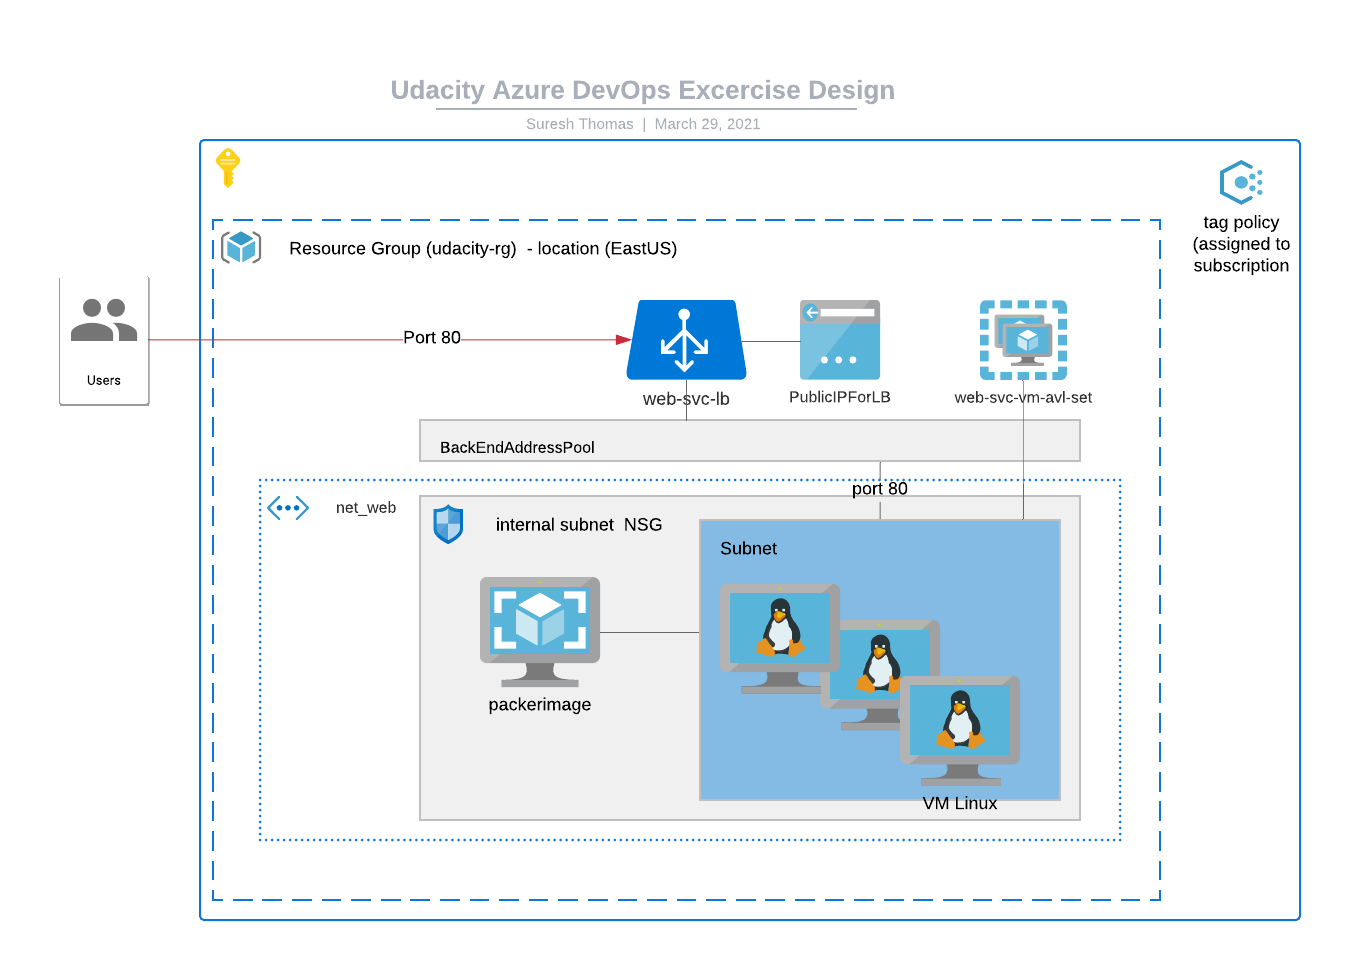 Udacity Azure DevOps Excercise Design
Suresh Thomas | March 29, 2021
tag policy
(assigned to
subscription
Resource Group (udacity-rg)  - location (EastUS)
Users
Port 80
web-svc-lb
PublicIPForLB
web-svc-vm-avl-set
BackEndAddressPool
port 80
net_web
internal subnet  NSG
Subnet
packerimage
VM Linux